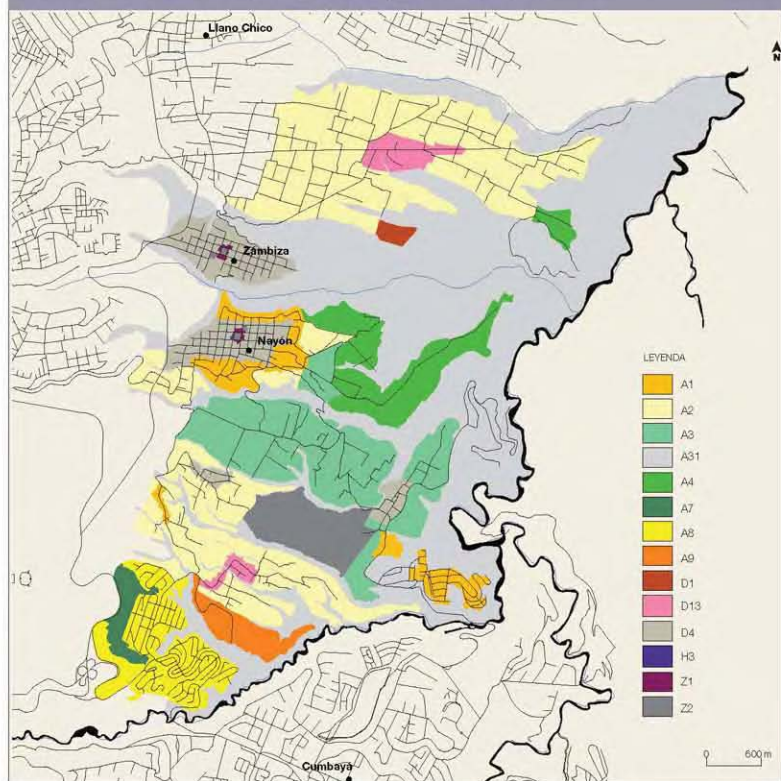 Llano Chico
N
Zámbiza
Nayón
LEYENDA
A1
A2
A3
A31
A4
A7
A8
A9
D1
D13
D4
H3
Z1
Z2
0 600 m
Cumbayá